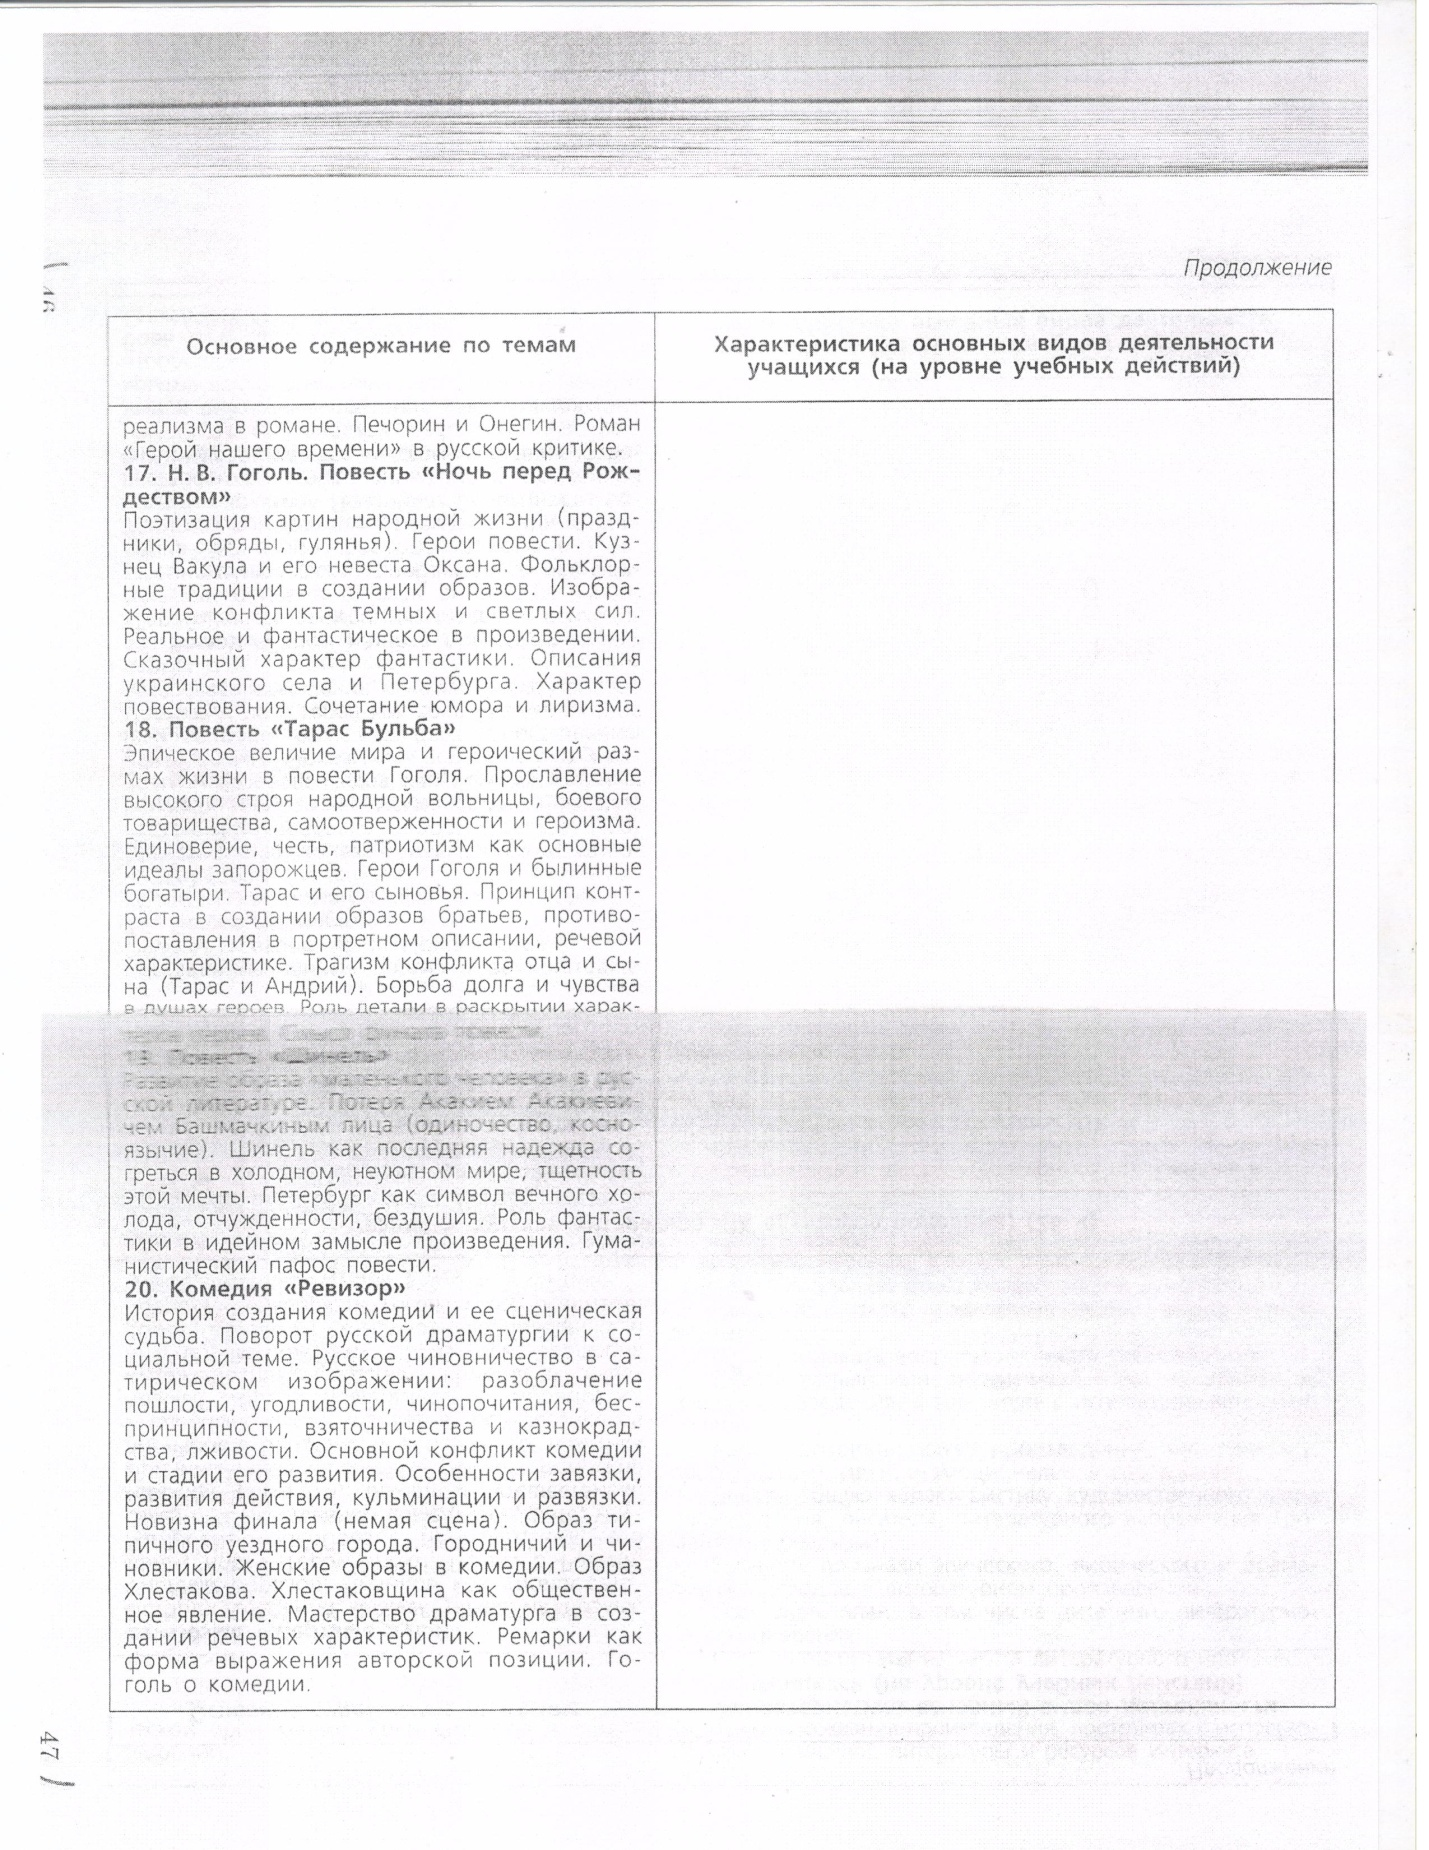 Продолжение
Основное содержание по темам
Характеристика основных видов деятельности
учащихся (на уровне учебных действий)
реализма в романе. Печорин и Онегин. Роман
«Герой нашего времени» в русской критике.
17. Н. В. Гоголь. Повесть «Ночь перед Рож-
деством»
Поэтизация картин народной жизни (празд-
ники, обряды, гулянья). Герои повести. Куз-
нец Вакула и его невеста Оксана. Фольклор-
ные традиции в создании образов. Изобра-
жение конфликта темных и светлых сил.
Реальное и фантастическое в произведении.
Сказочный характер фантастики. Описания
украинского села и Петербурга. Характер
повествования. Сочетание юмора и лиризма.
18. Повесть «Тарас Бульба»
Эпическое величие мира и героический раз-
мах жизни в повести Гоголя. Прославление
высокого строя народной вольницы, боевого
товарищества, самоотверженности и героизма.
Единоверие, честь, патриотизм как основные
идеалы запорожцев. Герои Гоголя и былинные
богатыри. Тарас и его сыновья. Принцип конт-
раста в создании образов братьев, противо-
поставления в портретном описании, речевой
характеристике. Трагизм конфликта отца и сы-
на (Тарас и Андрий). Борьба долга и чувства
в душах героев. Роль детали в раскрытии харак-
теров героев. Смысл финала повести.
19. Повесть «Шинель»
Развитие образа «маленького человека» в рус-
ской литературе. Потеря Акакием Акакиеви-
чем Башмачкиным лица (одиночество, косно-
язычие). Шинель как последняя надежда со-
греться в холодном, неуютном мире, тщетность
этой мечты. Петербург как символ вечного хо-
лода, отчужденности, бездушия. Роль фантас-
тики в идейном замысле произведения. Гума-
нистический пафос повести.
20. Комедия «Ревизор»
История создания комедии и ее сценическая
судьба. Поворот русской драматургии к со-
циальной теме. Русское чиновничество в са-
тирическом изображении: разоблачение
пошлости, угодливости, чинопочитания, бес-
принципности, взяточничества и казнокрад-
ства, лживости. Основной конфликт комедии
и стадии его развития. Особенности завязки,
развития действия, кульминации и развязки.
Новизна финала (немая сцена). Образ ти-
пичного уездного города. Городничий и чи-
новники. Женские образы в комедии. Образ
Хлестакова. Хлестаковщина как обществен-
ное явление. Мастерство драматурга в соз-
дании речевых характеристик. Ремарки как
форма выражения авторской позиции. Го-
голь о комедии.
47